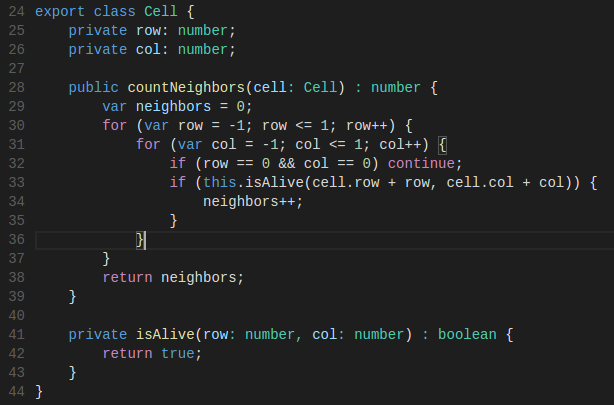 24 export class Cell {
25     private row: number;
26     private col: number;
27
28     public countNeighbors(cell: Cell) : number {
29         var neighbors = 0;
30         for (var row = -1; row <= 1; row++) {
31             for (var col = -1; col <= 1; col++) {
32                 if (row == 0 && col == 0) continue;
33                 if (this.isAlive(cell.row + row, cell.col + col)) {
34                     neighbors++;
35                 }
36             }
37         }
38         return neighbors;
39     }
40
41     private isAlive(row: number, col: number) : boolean {
42         return true;
43     }
44 }